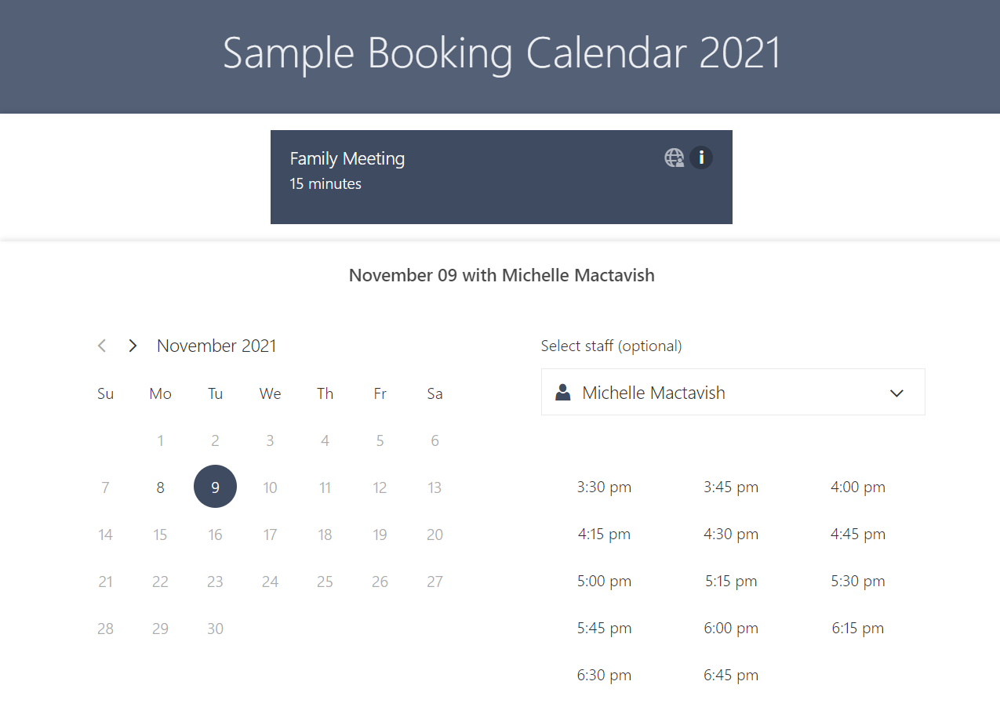 Sample Booking Calendar 2021
Family Meeting
15 minutes
November 09 with Michelle Mactavish
November 2021
Su Mo Tu We Th Fr Sa
1 2 3 4 5 6
7 8 9 10 11 12 13
14 15 16 17 18 19 20
21 22 23 24 25 26 27
28 29 30
Select staff (optional)
Michelle Mactavish
3:30 pm 3:45 pm 4:00 pm
4:15 pm 4:30 pm 4:45 pm
5:00 pm 5:15 pm 5:30 pm
5:45 pm 6:00 pm 6:15 pm
6:30 pm 6:45 pm